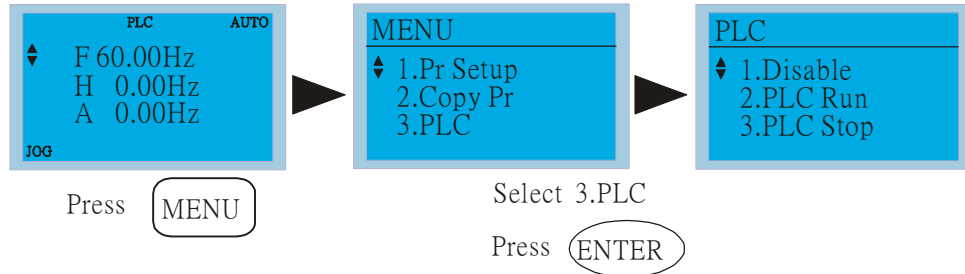 PLC AUTO
F 60.00Hz
H 0.00Hz
A 0.00Hz
JOG
Press MENU
MENU
1.Pr Setup
2.Copy Pr
3.PLC
Select 3.PLC
Press ENTER
PLC
1.Disable
2.PLC Run
3.PLC Stop